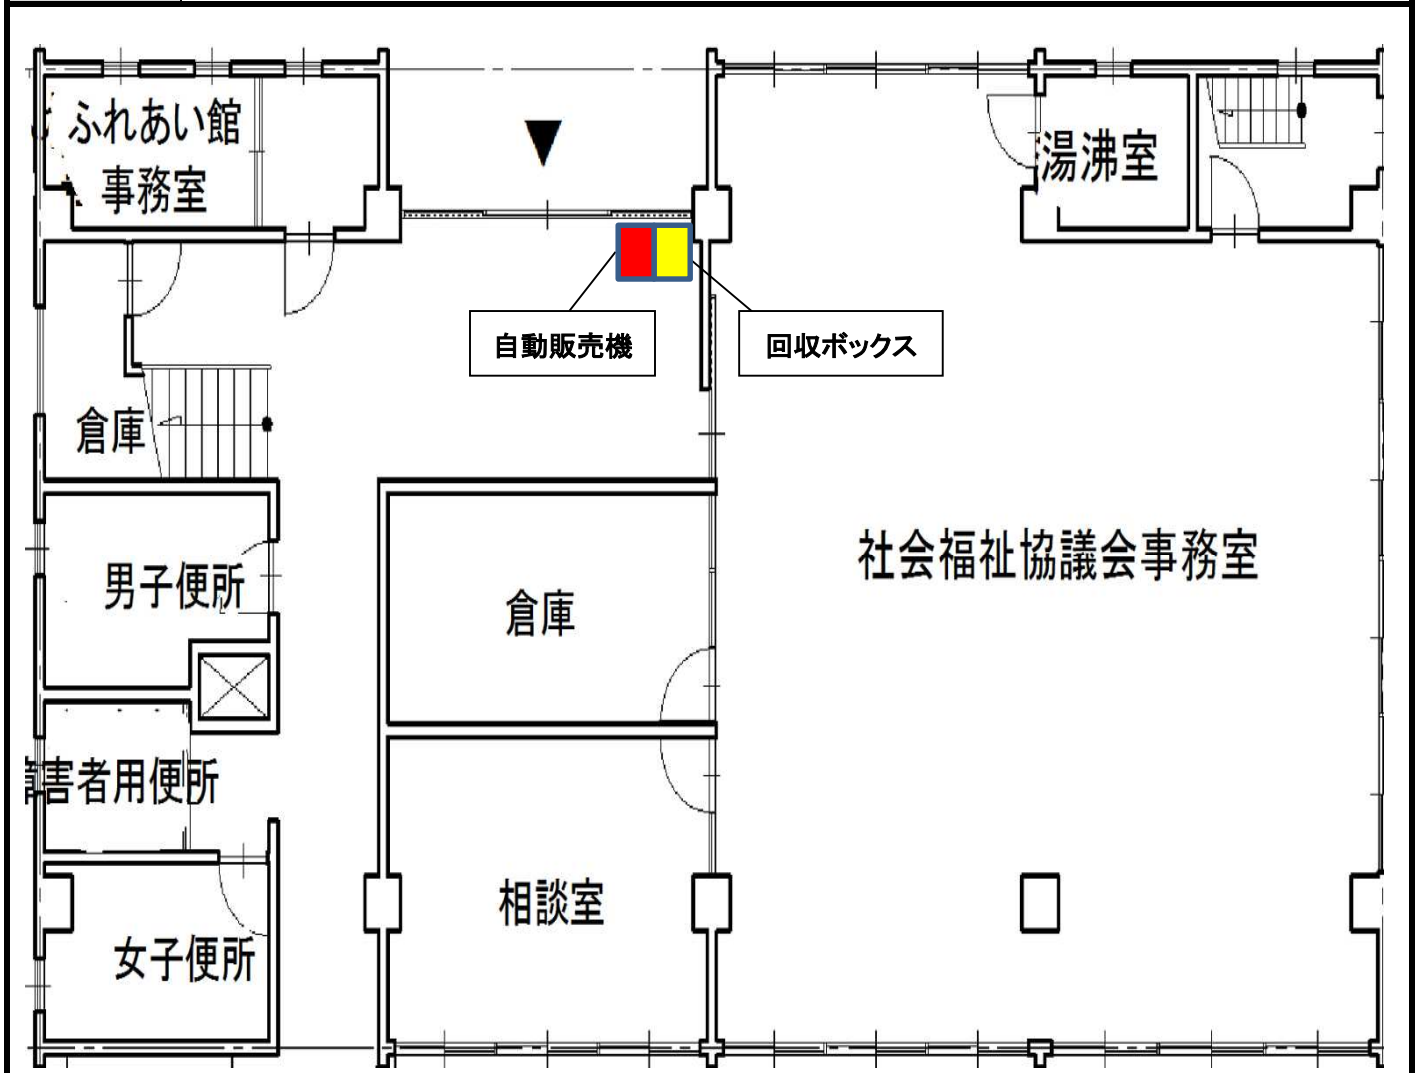 ふれあい館
事務室
湯沸室
自動販売機
回収ボックス
倉庫
社会福祉協議会事務室
男子便所
倉庫
害者用便所
相談室
女子便所